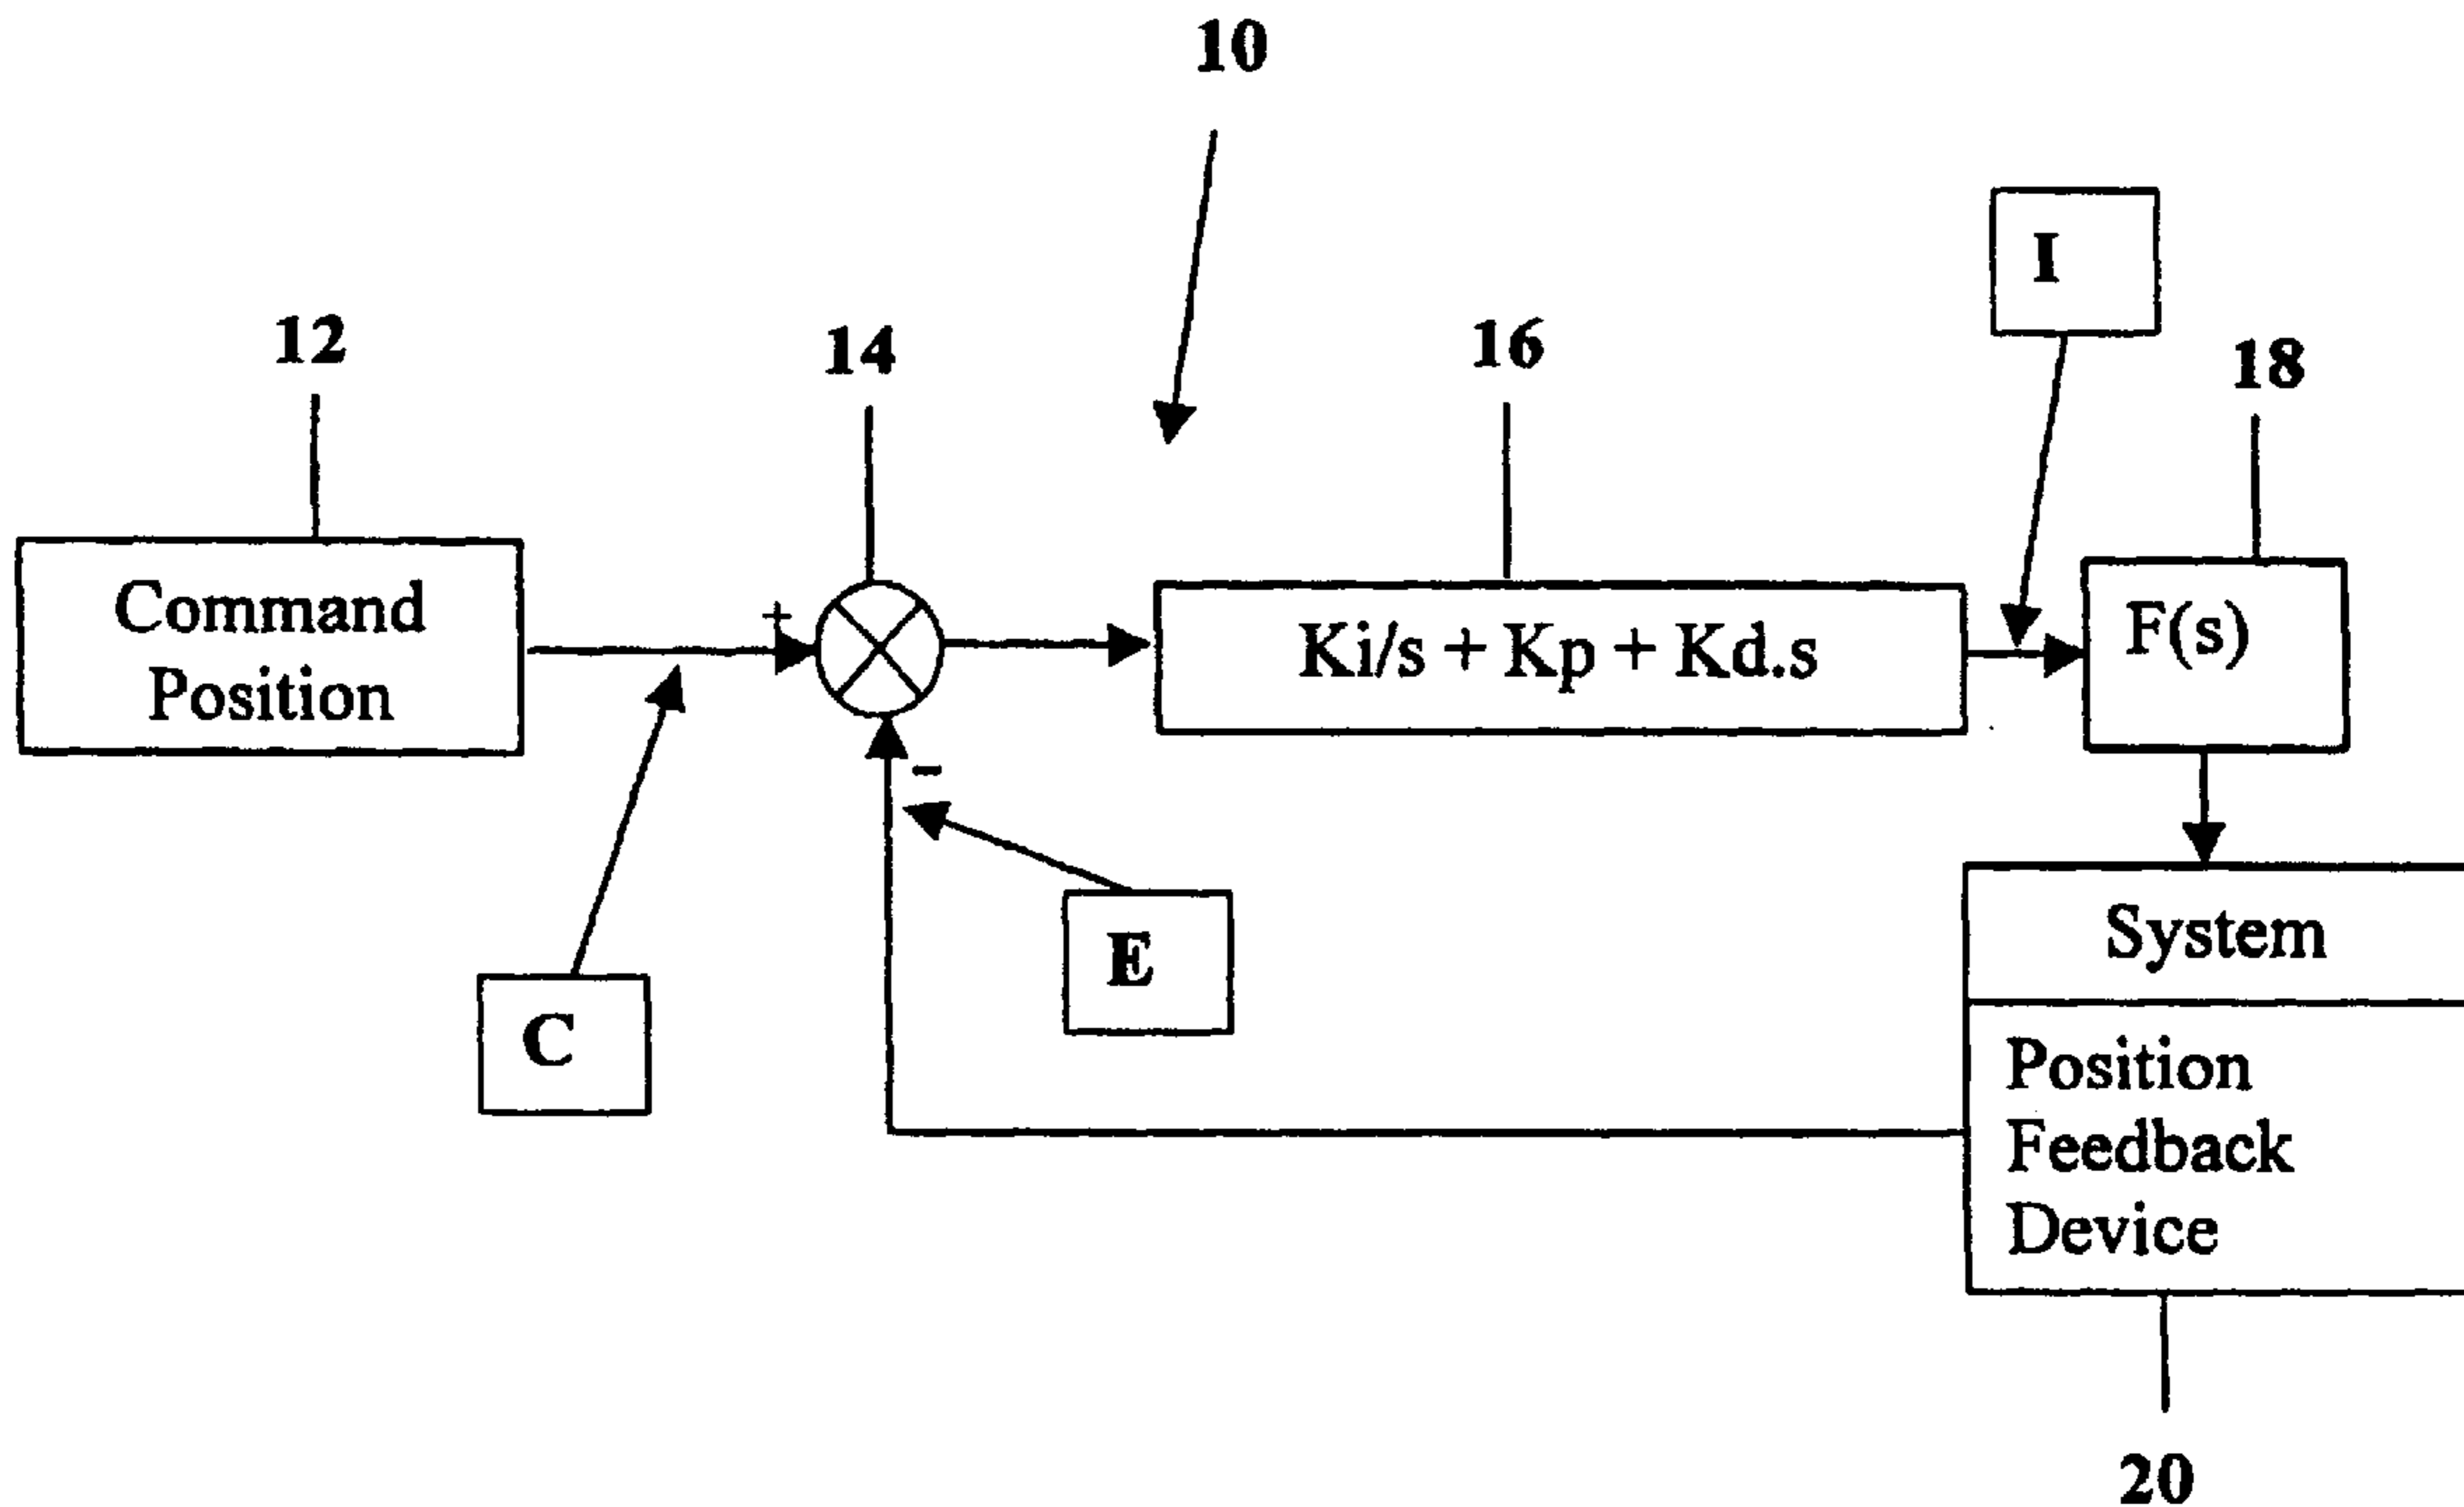 10
I
12
14
16
18
Command
Position
+
Ki/s + Kp + Kd.s
F(s)
-
E
C
System
Position
Feedback
Device
20